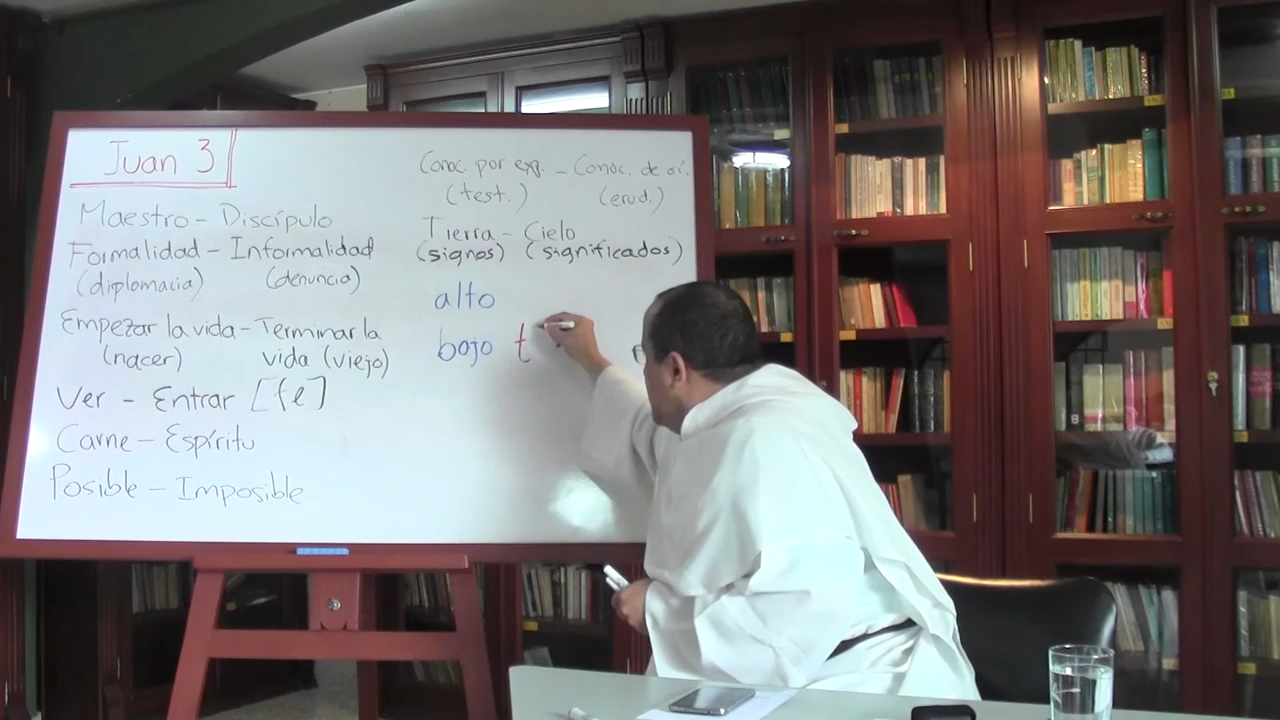 Juan 3
Maestro - Discípulo
Formalidad - Informalidad
(diplomacia) (denuncia)
Empezar la vida - Terminar la
(nacer) vida (viejo)
Ver - Entrar [fe]
Carne - Espíritu
Posible - Imposible
Conoc. por exp. - Conoc. de oí.
(test.) (erud.)
Tierra - Cielo
(signos) (significados)
alto
bajo t